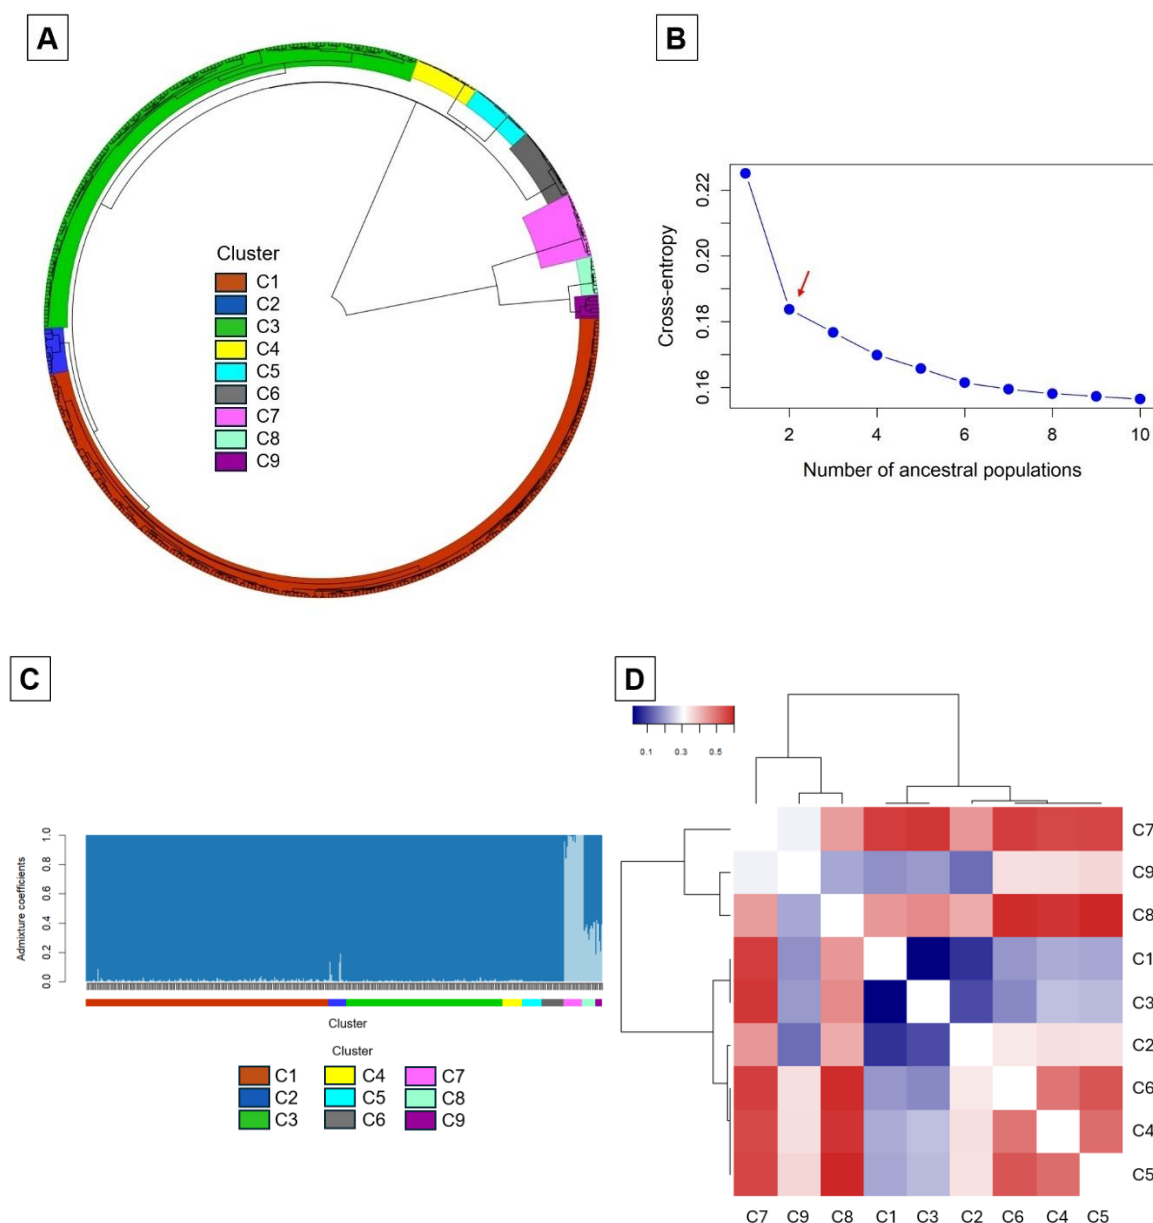 A
Cluster
C1
C2
C3
C4
C5
C6
C7
C8
C9
B
Cross-entropy
0.22
0.20
0.18
0.16
2 4 6 8 10
Number of ancestral populations
C
Admixture coefficients
1.0
0.8
0.6
0.4
0.2
0.0
Cluster
Cluster
C1 C4 C7
C2 C5 C8
C3 C6 C9
D
0.1 0.3 0.5
C7
C9
C8
C1
C3
C2
C6
C4
C5
C7 C9 C8 C1 C3 C2 C6 C4 C5